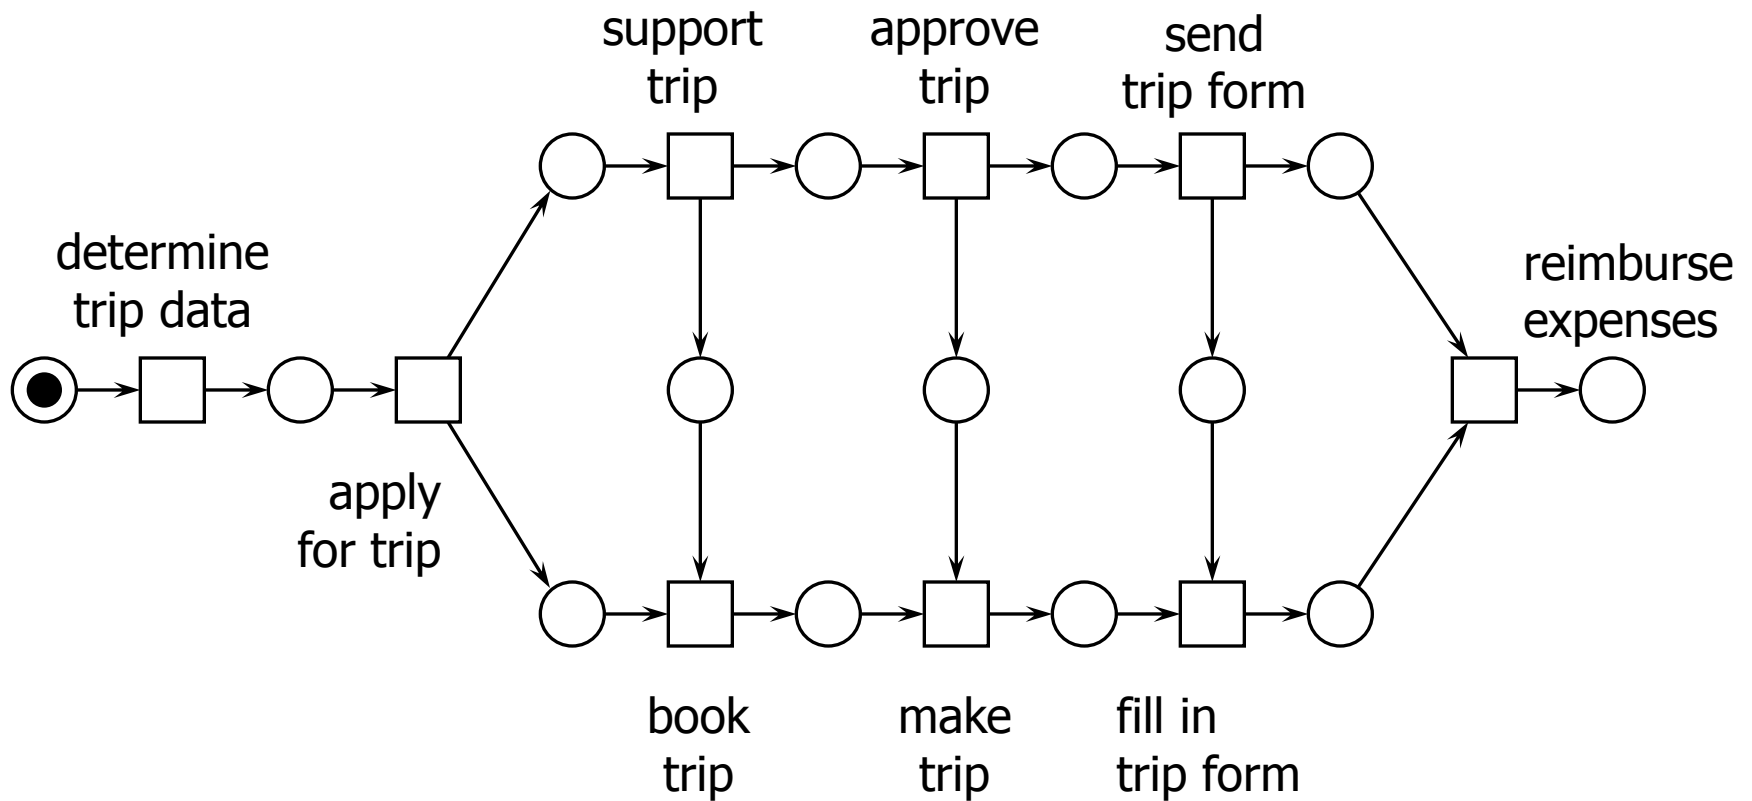 support
trip
approve
trip
send
trip form
determine
trip data
reimburse
expenses
apply
for trip
book
trip
make
trip
fill in
trip form